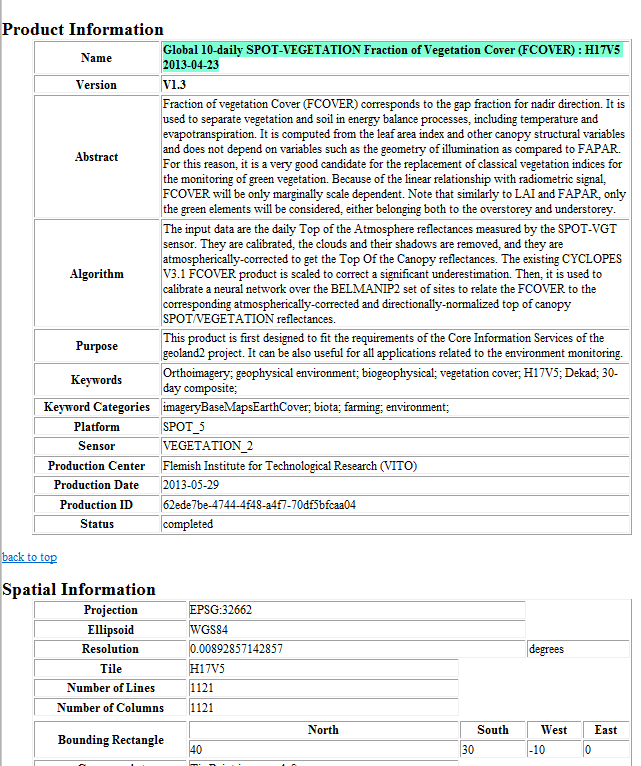 Product Information
Name
Global 10-daily SPOT-VEGETATION Fraction of Vegetation Cover (FCOVER) : H17V5
2013-04-23
Version
V1.3
Abstract
Fraction of vegetation Cover (FCOVER) corresponds to the gap fraction for nadir direction. It is
used to separate vegetation and soil in energy balance processes, including temperature and
evapotranspiration. It is computed from the leaf area index and other canopy structural variables
and does not depend on variables such as the geometry of illumination as compared to FAPAR.
For this reason, it is a very good candidate for the replacement of classical vegetation indices for
the monitoring of green vegetation. Because of the linear relationship with radiometric signal,
FCOVER will be only marginally scale dependent. Note that similarly to LAI and FAPAR, only
the green elements will be considered, either belonging both to the overstorey and understorey.
Algorithm
The input data are the daily Top of the Atmosphere reflectances measured by the SPOT-VGT
sensor. They are calibrated, the clouds and their shadows are removed, and they are
atmospherically-corrected to get the Top Of the Canopy reflectances. The existing CYCLOPES
V3.1 FCOVER product is scaled to correct a significant underestimation. Then, it is used to
calibrate a neural network over the BELMANIP2 set of sites to relate the FCOVER to the
corresponding atmospherically-corrected and directionally-normalized top of canopy
SPOT/VEGETATION reflectances.
Purpose
This product is first designed to fit the requirements of the Core Information Services of the
geoland2 project. It can be also useful for all applications related to the environment monitoring.
Keywords
Orthoimagery; geophysical environment; biogeophysical; vegetation cover; H17V5; Dekad; 30-
day composite;
Keyword Categories
imageryBaseMapsEarthCover; biota; farming; environment;
Platform
SPOT_5
Sensor
VEGETATION_2
Production Center
Flemish Institute for Technological Research (VITO)
Production Date
2013-05-29
Production ID
62ede7be-4744-4f48-a4f7-70df5bfcaa04
Status
completed
back to top
Spatial Information
Projection
EPSG:32662
Ellipsoid
WGS84
Resolution
0.00892857142857
degrees
Tile
H17V5
Number of Lines
1121
Number of Columns
1121
Bounding Rectangle
North
South
West
East
40
30
-10
0